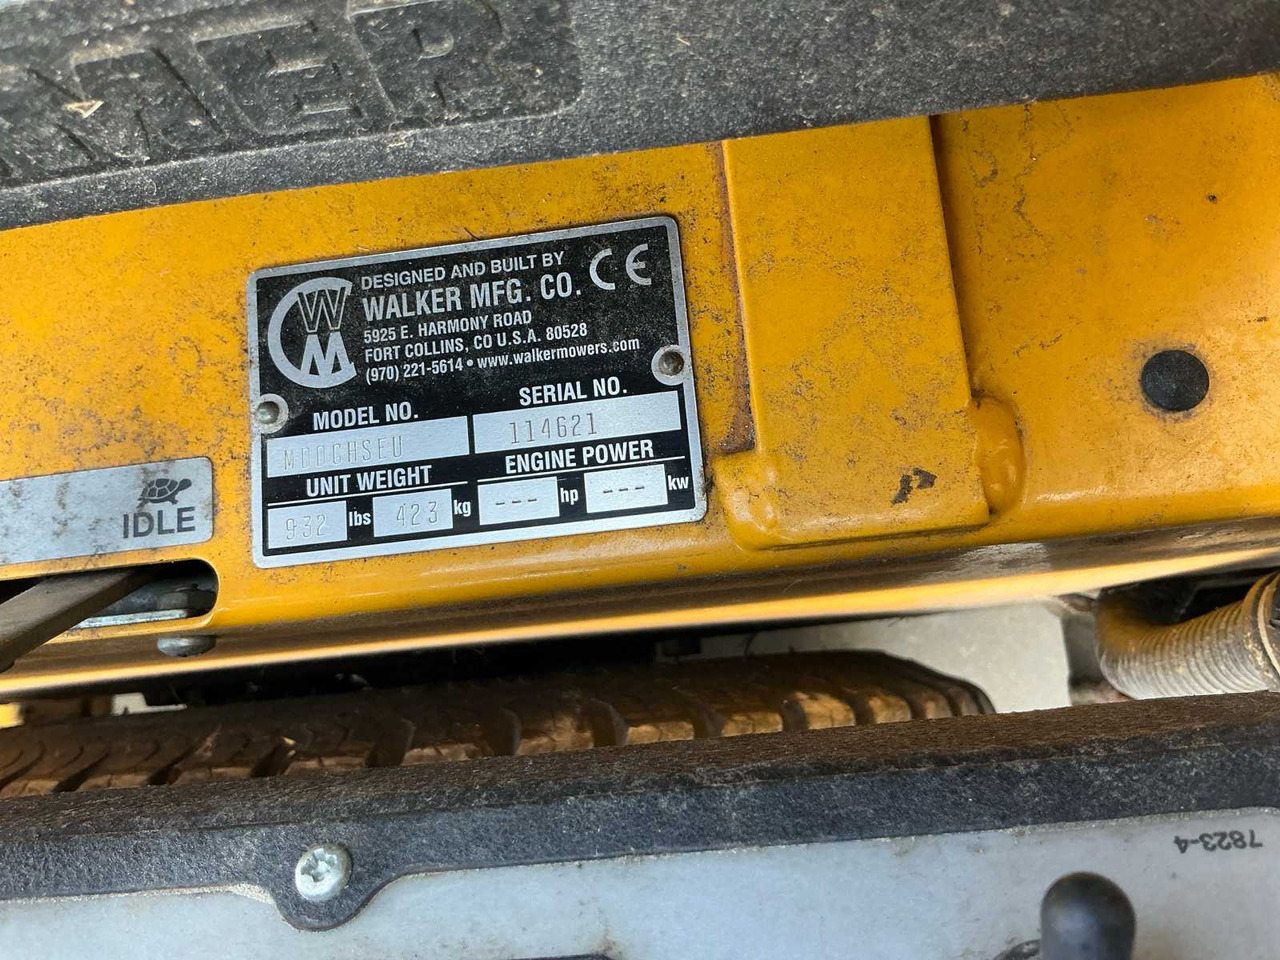 DESIGNED AND BUILT BY
WALKER MFG. CO. CE
5925 E. HARMONY ROAD
FORT COLLINS, CO U.S.A. 80528
(970) 221-5614 • www.walkermowers.com
MODEL NO. SERIAL NO.
114621
UNIT WEIGHT ENGINE POWER
932 lbs 423 kg --- hp --- kw
IDLE
7823-4